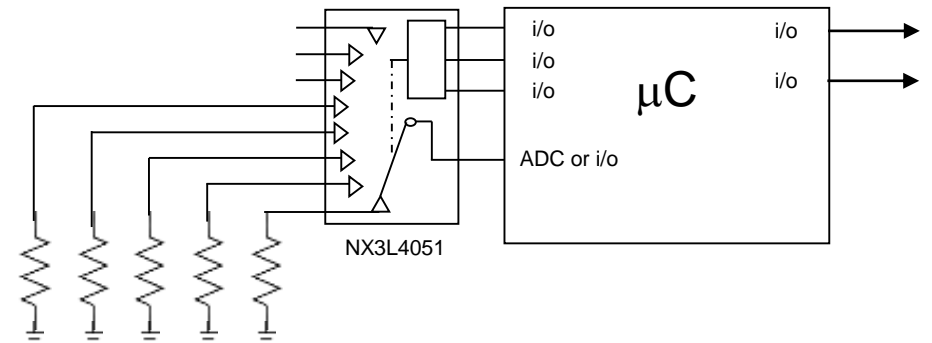 i/o i/o
i/o
i/o i/o
μC
ADC or i/o
NX3L4051